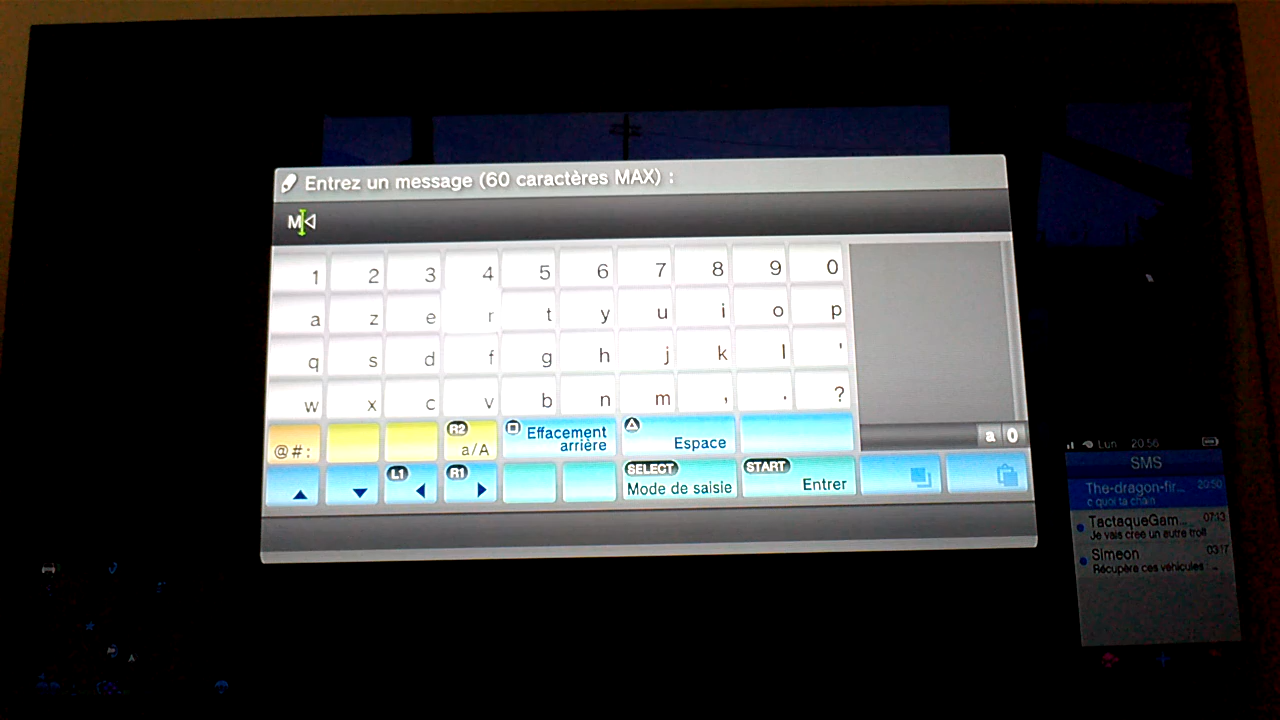 Entrez un message (60 caractères MAX) :
M
1 2 3 4 5 6 7 8 9 0
a z e r t y u i o p
q s d f g h j k l '
w x c v b n m , . ?
@#: R2 a/A Effacement arrière Espace
a 0
L1 R1 SELECT Mode de saisie START Entrer
Lun 20:56
SMS
The-dragon-fir... 20:50
c quoi ta chain
TactaqueGam... 07:13
Je vais cree un autre troll
Simeon 03:17
Récupère ces véhicules : ...